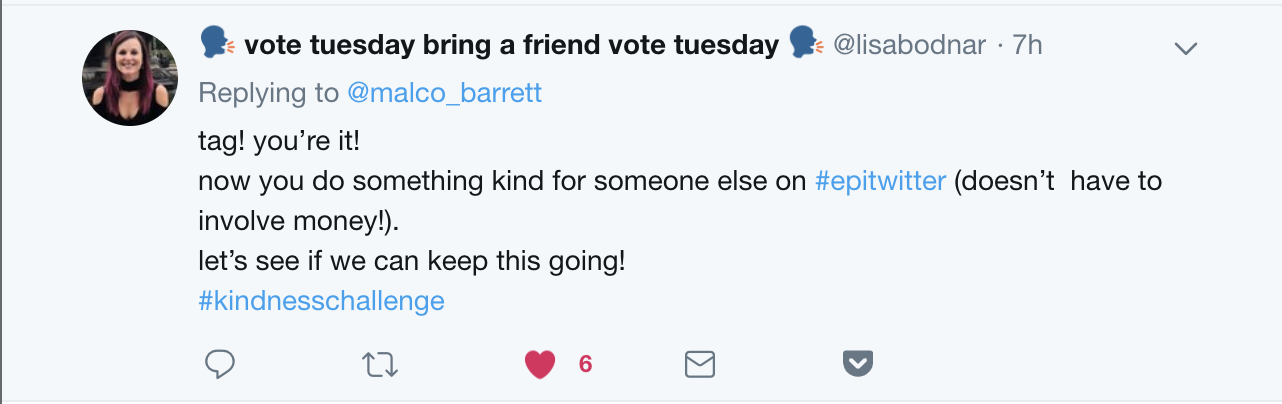 🗣 vote tuesday bring a friend vote tuesday 🗣 @lisabodnar · 7h
Replying to @malco_barrett
tag! you’re it!
now you do something kind for someone else on #epitwitter (doesn’t  have to
involve money!).
let’s see if we can keep this going!
#kindnesschallenge
6